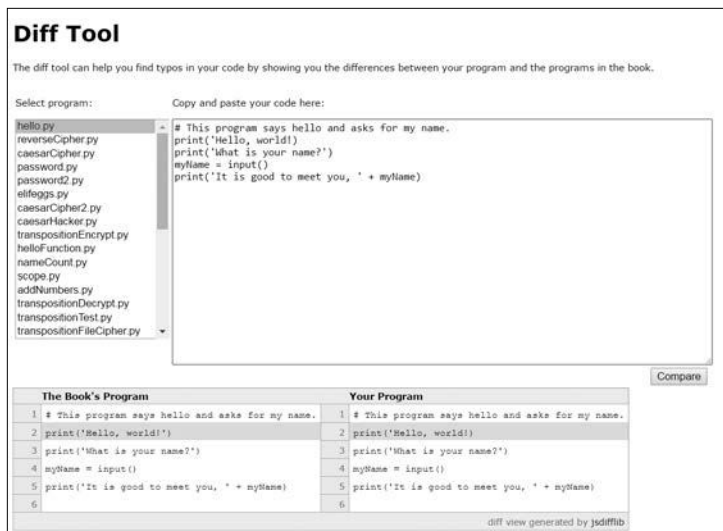 Diff Tool
The diff tool can help you find typos in your code by showing you the differences between your program and the programs in the book.
Select program:
Copy and paste your code here:
hello.py
reverseCipher.py
caesarCipher.py
password.py
password2.py
elifeggs.py
caesarCipher2.py
caesarHacker.py
transpositionEncrypt.py
helloFunction.py
nameCount.py
scope.py
addNumbers.py
transpositionDecrypt.py
transpositionTest.py
transpositionFileCipher.py
# This program says hello and asks for my name.
print('Hello, world!)
print('What is your name?')
myName = input()
print('It is good to meet you, ' + myName)
Compare
The Book's Program
1 # This program says hello and asks for my name.
2 print('Hello, world!')
3 print('What is your name?')
4 myName = input()
5 print('It is good to meet you, ' + myName)
6
Your Program
1 # This program says hello and asks for my name.
2 print('Hello, world!)
3 print('What is your name?')
4 myName = input()
5 print('It is good to meet you, ' + myName)
6
diff view generated by jsdifflib